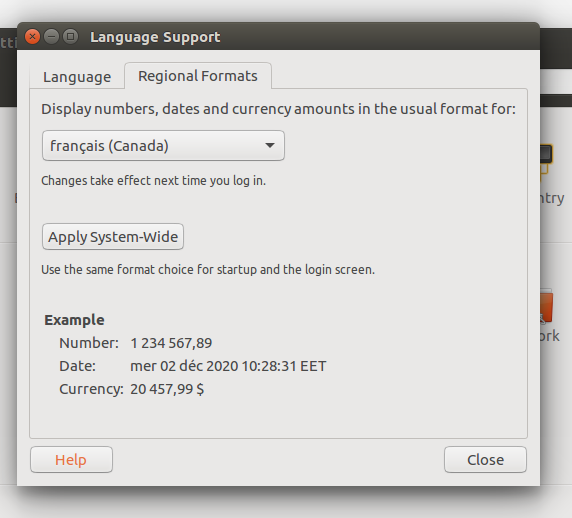 Language Support
Language
Regional Formats
Display numbers, dates and currency amounts in the usual format for:
français (Canada)
Changes take effect next time you log in.
Apply System-Wide
Use the same format choice for startup and the login screen.
Example
Number: 1 234 567,89
Date: mer 02 déc 2020 10:28:31 EET
Currency: 20 457,99 $
Help
Close